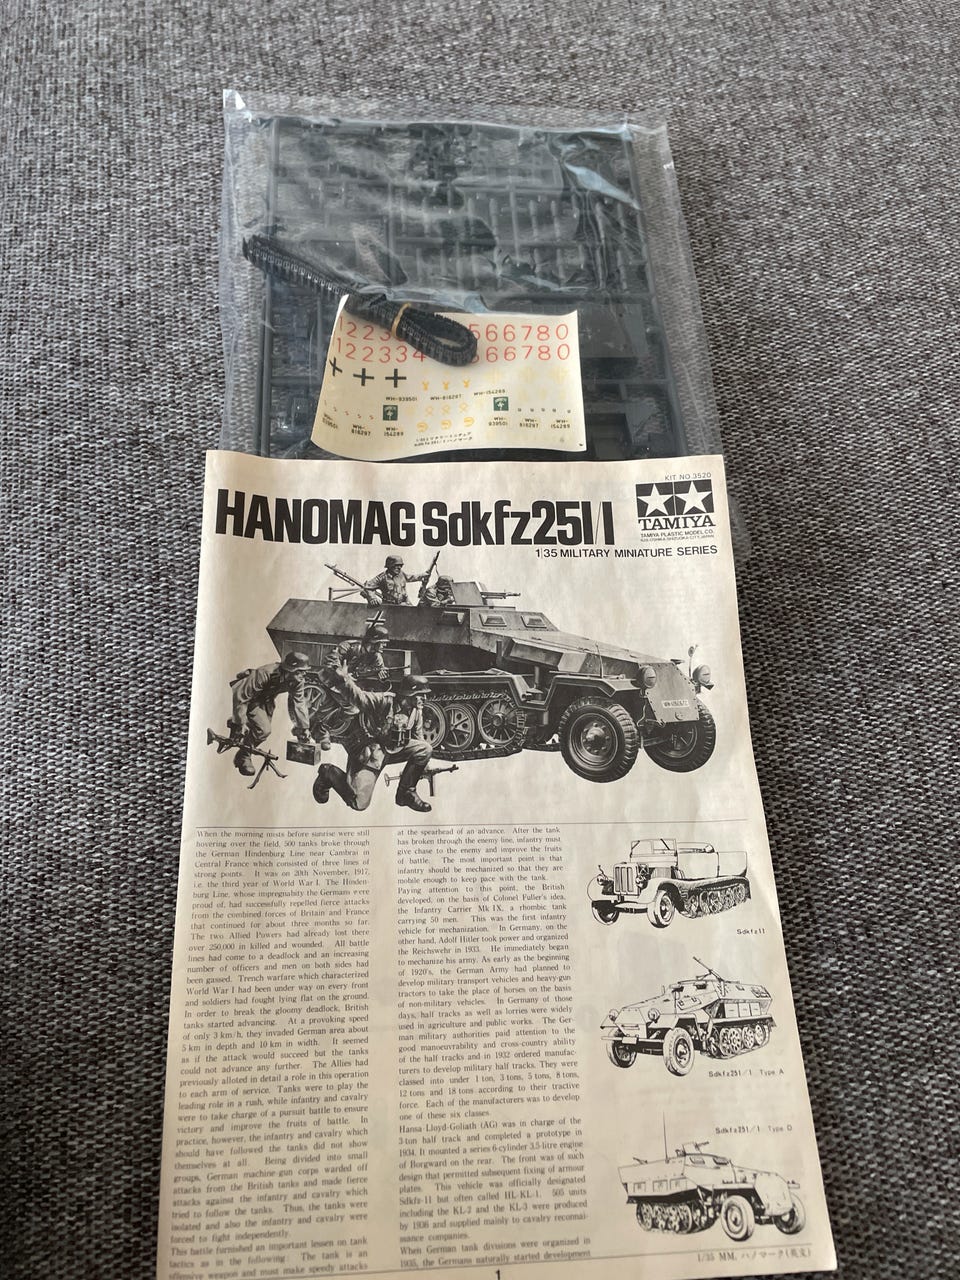 1223
566780
122334
566780
WH-939501
WH-816287
WH-154289
WH-
939501
WH-
816287
WH-
154289
WH-
939501
WH-
816287
WH-
154289
KIT NO 3520
HANOMAG Sdkfz251/1
TAMIYA
TAMIYA PLASTIC MODEL CO.
1/35 MILITARY MINIATURE SERIES
When the morning mists before sunrise were still
hovering over the field, 500 tanks broke through
the German Hindenburg Line near Cambrai in
Central France which consisted of three lines of
strong points. It was on 20th November, 1917,
i.e. the third year of World War I. The Hinden-
burg Line, whose impregnability the Germans were
proud of, had successfully repelled fierce attacks
from the combined forces of Britain and France
that continued for about three months so far.
The two Allied Powers had already lost there
over 250,000 in killed and wounded. All battle
lines had come to a deadlock and an increasing
number of officers and men on both sides had
been gassed. Trench warfare which characterized
World War I had been under way on every front
and soldiers had fought lying flat on the ground.
In order to break the gloomy deadlock, British
tanks started advancing. At a provoking speed
of only 3 km/h, they invaded German area about
5 km in depth and 10 km in width. It seemed
as if the attack would succeed but the tanks
could not advance any further. The Allied had
previously alloted in detail a role in this operation
to each arm of service. Tanks were to play the
leading role in a rush, while infantry and cavalry
were to take charge of a pursuit battle to ensure
victory and improve the fruits of battle. In
practice, however, the infantry and cavalry which
should have followed the tanks did not show
themselves at all. Being divided into small
groups, German machine-gun corps warded off
attacks from the British tanks and made fierce
attacks against the infantry and cavalry which
tried to follow the tanks. Thus, the tanks were
isolated and also the infantry and cavalry were
forced to fight independently.
This battle furnished an important lesson on tank
tactics as in the following: The tank is an
offensive weapon and must make speedy attacks
at the spearhead of an advance. After the tank
has broken through the enemy line, infantry must
give chase to the enemy and improve the fruits
of battle. The most important point is that
infantry should be mechanized so that they are
mobile enough to keep pace with the tank.
Paying attention to this point, the British
developed, on the basis of Colonel Fuller's idea,
the Infantry Carrier Mk IX, a rhombic tank
carrying 50 men. This was the first infantry
vehicle for mechanization. In Germany, on the
other hand, Adolf Hitler took power and organized
the Reichswehr in 1933. He immediately began
to mechanize his army. As early as the beginning
of 1920's, the German Army had planned to
develop military transport vehicles and heavy-gun
tractors to take the place of horses on the basis
of non-military vehicles. In Germany of those
days, half tracks as well as lorries were widely
used in agriculture and public works. The Ger-
man military authorities paid attention to the
good manoeuvrability and cross-country ability
of the half tracks and in 1932 ordered manufac-
turers to develop military half tracks. They were
classed into under 1 ton, 3 tons, 5 tons, 8 tons,
12 tons and 18 tons according to their tractive
force. Each of the manufacturers was to develop
one of these six classes.
Hansa-Lloyd-Goliath (AG) was in charge of the
3-ton half track and completed a prototype in
1934. It mounted a series 6-cylinder 3.5-litre engine
of Borgward on the rear. The front was of such
design that permitted subsequent fixing of armour
plates. This vehicle was officially designated
Sdkfz-11 but often called HL-KL-1. 505 units
including the KL-2 and the KL-3 were produced
by 1936 and supplied mainly to cavalry reconnai-
ssance companies.
When German tank divisions were organized in
1935, the Germans naturally started development
Sdkfz11
Sdkfz251/1 Type A
Sdkfz251/1 Type D
1/35 MM, ハノマーク(英文)
1